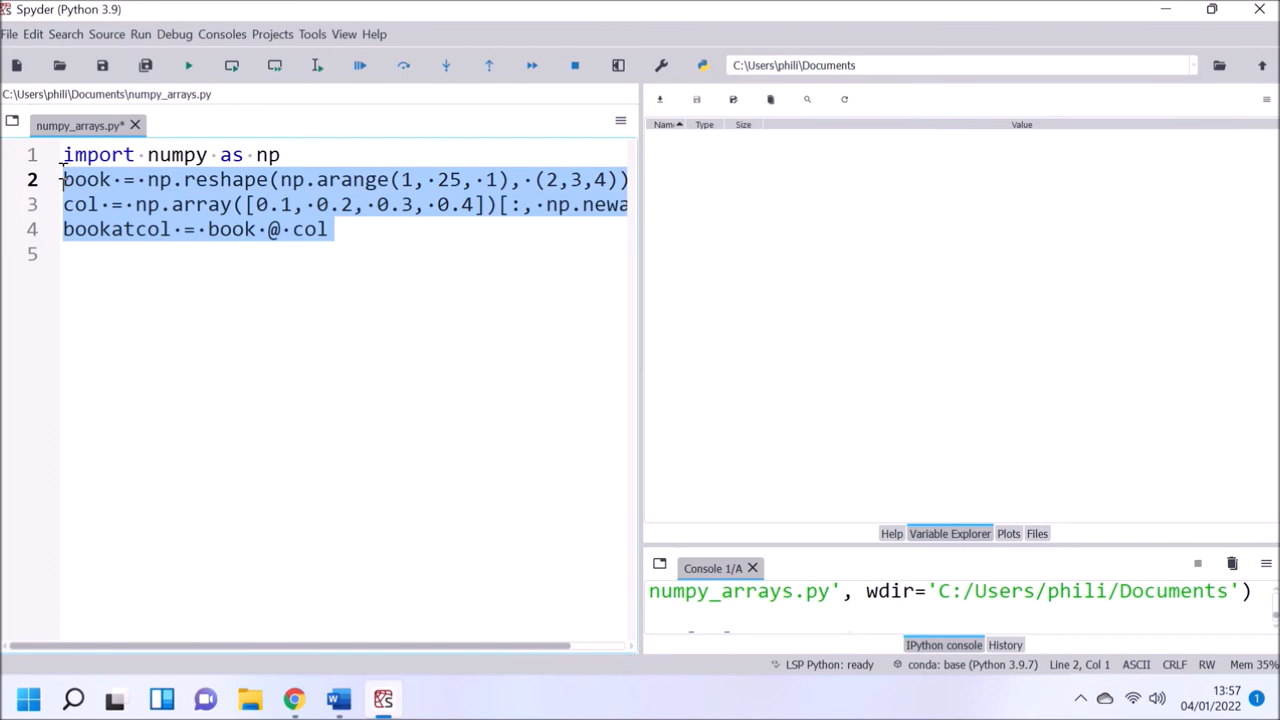 Spyder (Python 3.9)
File Edit Search Source Run Debug Consoles Projects Tools View Help
C:\Users\phili\Documents
C:\Users\phili\Documents\numpy_arrays.py
numpy_arrays.py*
1 import numpy as np
2 book = np.reshape(np.arange(1, 25, 1), (2,3,4))
3 col = np.array([0.1, 0.2, 0.3, 0.4])[:, np.newa
4 bookatcol = book @ col
5
Name Type Size Value
Help Variable Explorer Plots Files
Console 1/A
numpy_arrays.py', wdir='C:/Users/phili/Documents')
IPython console History
LSP Python: ready conda: base (Python 3.9.7) Line 2, Col 1 ASCII CRLF RW Mem 35%
13:57
04/01/2022
1